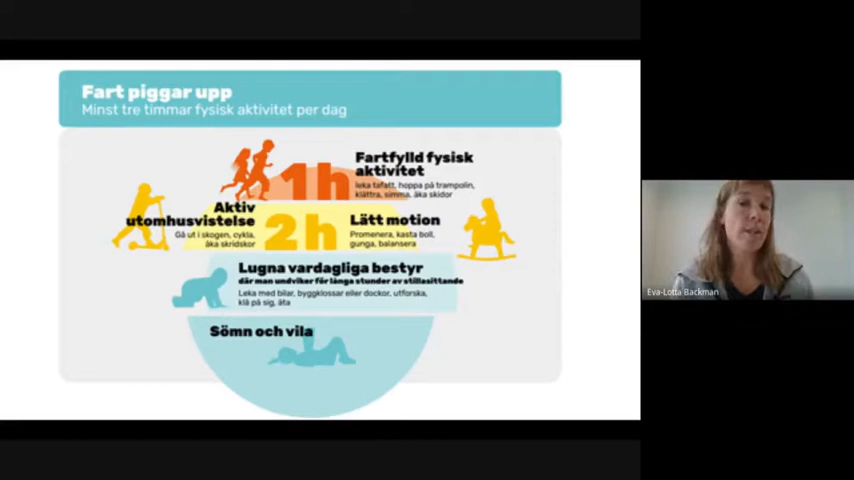 Fart piggar upp
Minst tre timmar fysisk aktivitet per dag
1h
Fartfylld fysisk
aktivitet
leka tafatt, hoppa på trampolin,
klättra, simma, åka skidor
Aktiv
utomhusvistelse
Gå ut i skogen, cykla,
åka skridskor
2h
Lätt motion
Promenera, kasta boll,
gunga, balansera
Lugna vardagliga bestyr
där man undviker för långa stunder av stillasittande
Leka med bilar, byggklossar eller dockor, utforska,
klä på sig, äta
Sömn och vila
Eva-Lotta Backman